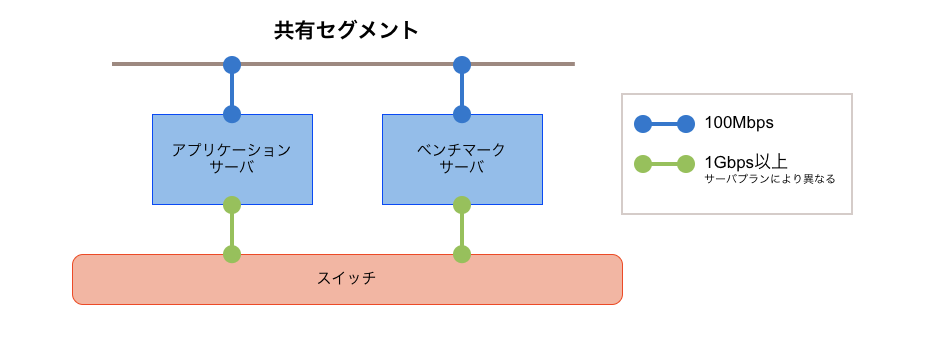 共有セグメント
アプリケーション
サーバ
ベンチマーク
サーバ
100Mbps
1Gbps以上
サーバプランにより異なる
スイッチ